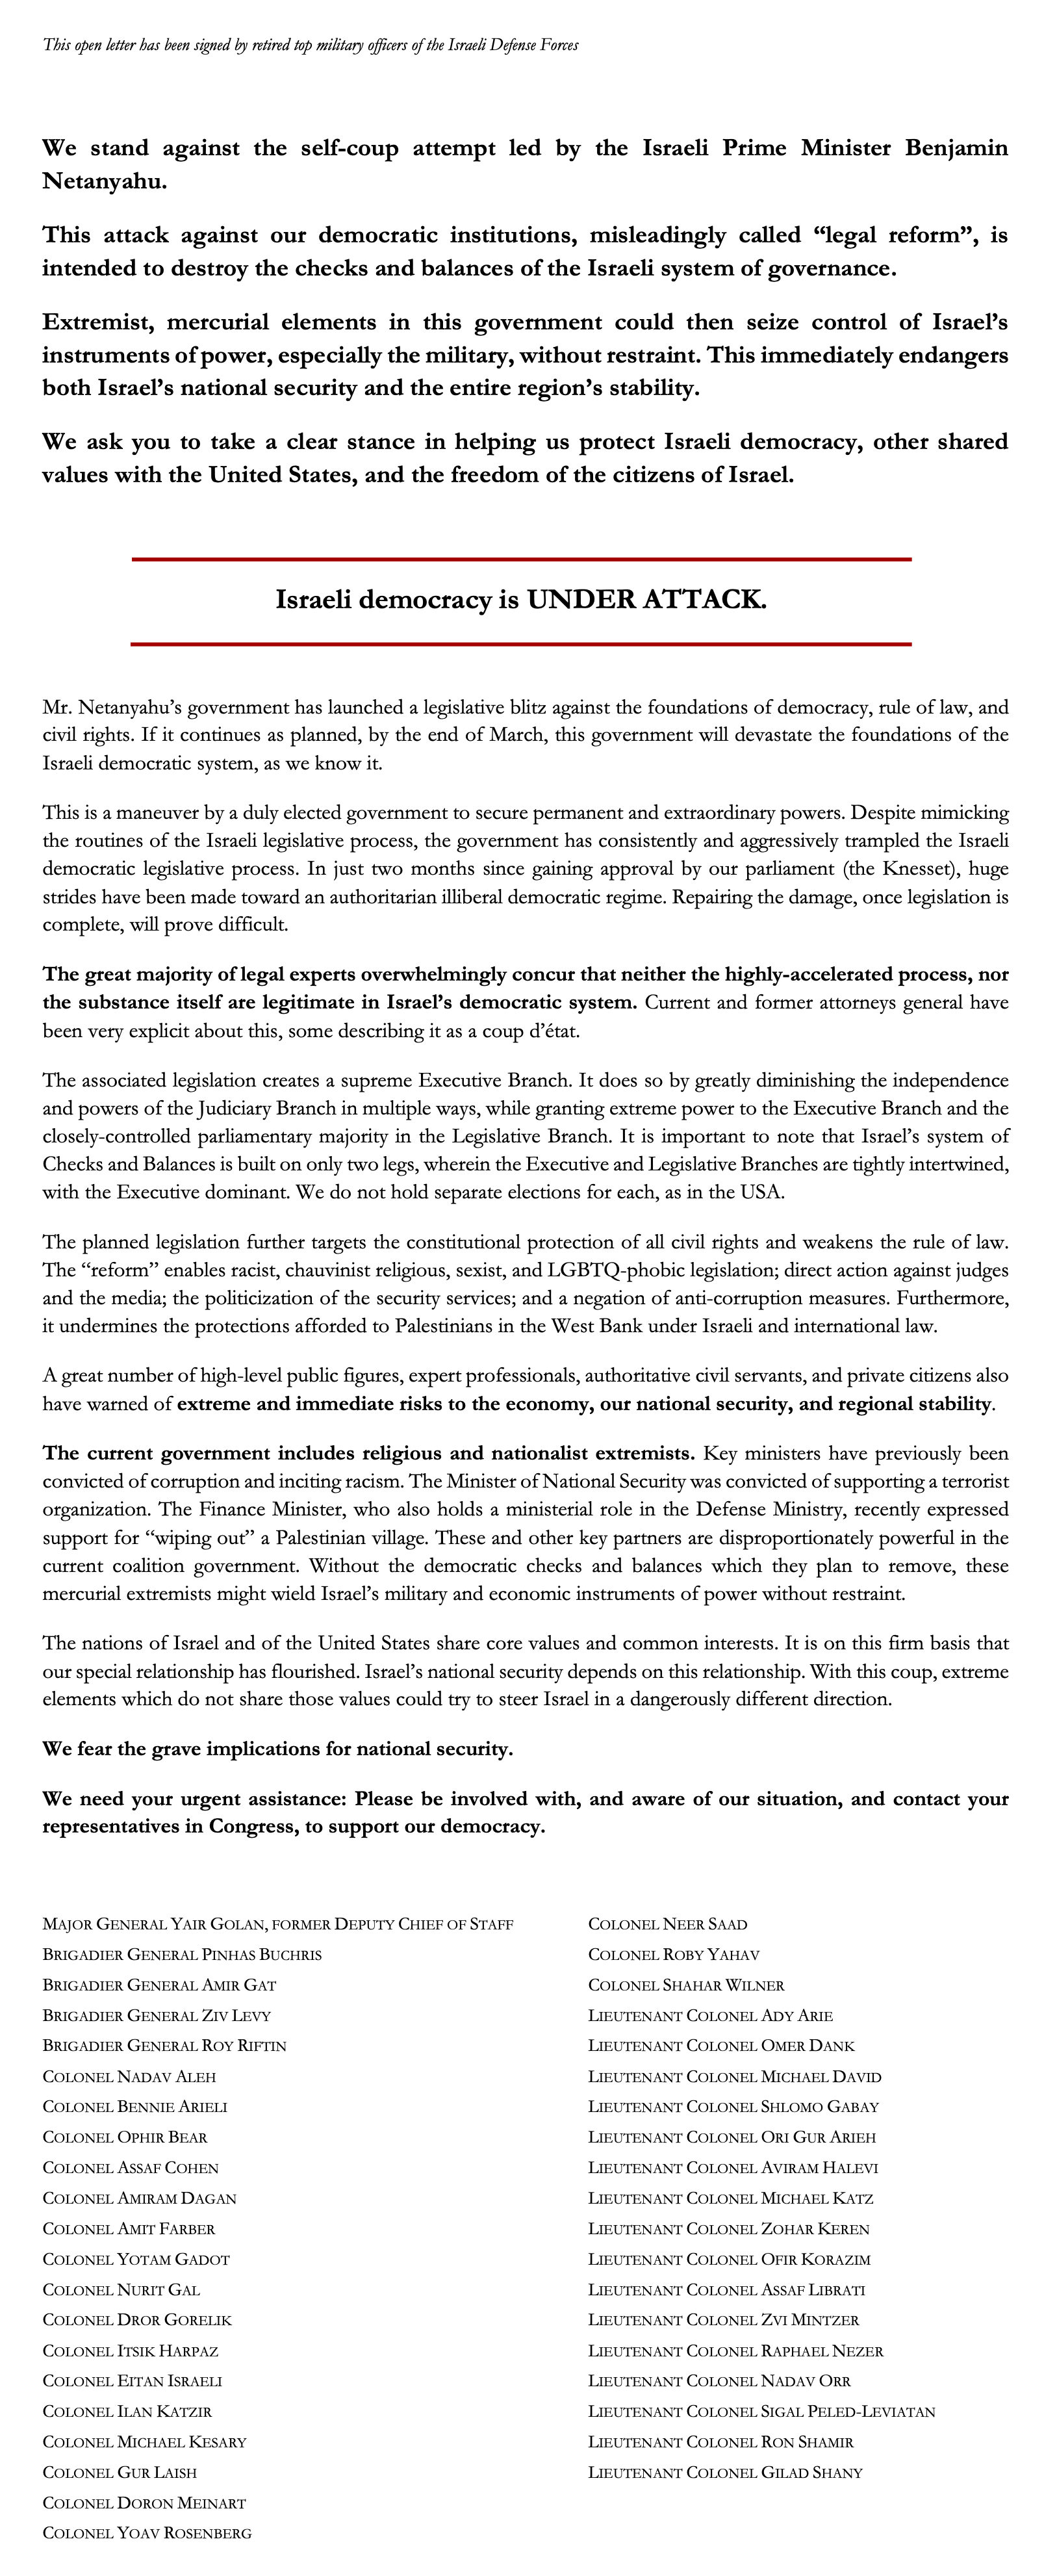 This open letter has been signed by retired top military officers of the Israeli Defense Forces
We stand against the self-coup attempt led by the Israeli Prime Minister Benjamin
Netanyahu.
This attack against our democratic institutions, misleadingly called “legal reform”, is
intended to destroy the checks and balances of the Israeli system of governance.
Extremist, mercurial elements in this government could then seize control of Israel’s
instruments of power, especially the military, without restraint. This immediately endangers
both Israel’s national security and the entire region’s stability.
We ask you to take a clear stance in helping us protect Israeli democracy, other shared
values with the United States, and the freedom of the citizens of Israel.
Israeli democracy is UNDER ATTACK.
Mr. Netanyahu’s government has launched a legislative blitz against the foundations of democracy, rule of law, and
civil rights. If it continues as planned, by the end of March, this government will devastate the foundations of the
Israeli democratic system, as we know it.
This is a maneuver by a duly elected government to secure permanent and extraordinary powers. Despite mimicking
the routines of the Israeli legislative process, the government has consistently and aggressively trampled the Israeli
democratic legislative process. In just two months since gaining approval by our parliament (the Knesset), huge
strides have been made toward an authoritarian illiberal democratic regime. Repairing the damage, once legislation is
complete, will prove difficult.
The great majority of legal experts overwhelmingly concur that neither the highly-accelerated process, nor
the substance itself are legitimate in Israel’s democratic system. Current and former attorneys general have
been very explicit about this, some describing it as a coup d’état.
The associated legislation creates a supreme Executive Branch. It does so by greatly diminishing the independence
and powers of the Judiciary Branch in multiple ways, while granting extreme power to the Executive Branch and the
closely-controlled parliamentary majority in the Legislative Branch. It is important to note that Israel’s system of
Checks and Balances is built on only two legs, wherein the Executive and Legislative Branches are tightly intertwined,
with the Executive dominant. We do not hold separate elections for each, as in the USA.
The planned legislation further targets the constitutional protection of all civil rights and weakens the rule of law.
The “reform” enables racist, chauvinist religious, sexist, and LGBTQ-phobic legislation; direct action against judges
and the media; the politicization of the security services; and a negation of anti-corruption measures. Furthermore,
it undermines the protections afforded to Palestinians in the West Bank under Israeli and international law.
A great number of high-level public figures, expert professionals, authoritative civil servants, and private citizens also
have warned of extreme and immediate risks to the economy, our national security, and regional stability.
The current government includes religious and nationalist extremists. Key ministers have previously been
convicted of corruption and inciting racism. The Minister of National Security was convicted of supporting a terrorist
organization. The Finance Minister, who also holds a ministerial role in the Defense Ministry, recently expressed
support for “wiping out” a Palestinian village. These and other key partners are disproportionately powerful in the
current coalition government. Without the democratic checks and balances which they plan to remove, these
mercurial extremists might wield Israel’s military and economic instruments of power without restraint.
The nations of Israel and of the United States share core values and common interests. It is on this firm basis that
our special relationship has flourished. Israel’s national security depends on this relationship. With this coup, extreme
elements which do not share those values could try to steer Israel in a dangerously different direction.
We fear the grave implications for national security.
We need your urgent assistance: Please be involved with, and aware of our situation, and contact your
representatives in Congress, to support our democracy.
Major General Yair Golan, former Deputy Chief of Staff
Brigadier General Pinhas Buchris
Brigadier General Amir Gat
Brigadier General Ziv Levy
Brigadier General Roy Riftin
Colonel Nadav Aleh
Colonel Bennie Arieli
Colonel Ophir Bear
Colonel Assaf Cohen
Colonel Amiram Dagan
Colonel Amit Farber
Colonel Yotam Gadot
Colonel Nurit Gal
Colonel Dror Gorelik
Colonel Itsik Harpaz
Colonel Eitan Israeli
Colonel Ilan Katzir
Colonel Michael Kesary
Colonel Gur Laish
Colonel Doron Meinart
Colonel Yoav Rosenberg
Colonel Neer Saad
Colonel Roby Yahav
Colonel Shahar Wilner
Lieutenant Colonel Ady Arie
Lieutenant Colonel Omer Dank
Lieutenant Colonel Michael David
Lieutenant Colonel Shlomo Gabay
Lieutenant Colonel Ori Gur Arieh
Lieutenant Colonel Aviram Halevi
Lieutenant Colonel Michael Katz
Lieutenant Colonel Zohar Keren
Lieutenant Colonel Ofir Korazim
Lieutenant Colonel Assaf Librati
Lieutenant Colonel Zvi Mintzer
Lieutenant Colonel Raphael Nezer
Lieutenant Colonel Nadav Orr
Lieutenant Colonel Sigal Peled-Leviatan
Lieutenant Colonel Ron Shamir
Lieutenant Colonel Gilad Shany